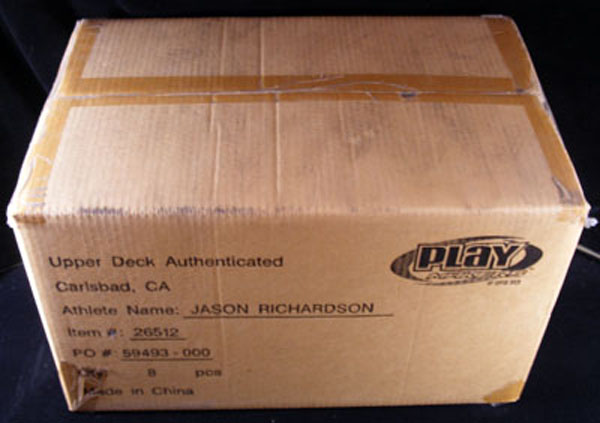 Upper Deck Authenticated
Carlsbad, CA
Athlete Name: JASON RICHARDSON
Item #: 26512
PO #: 59493-000
8 pcs
Made in China
PLAY